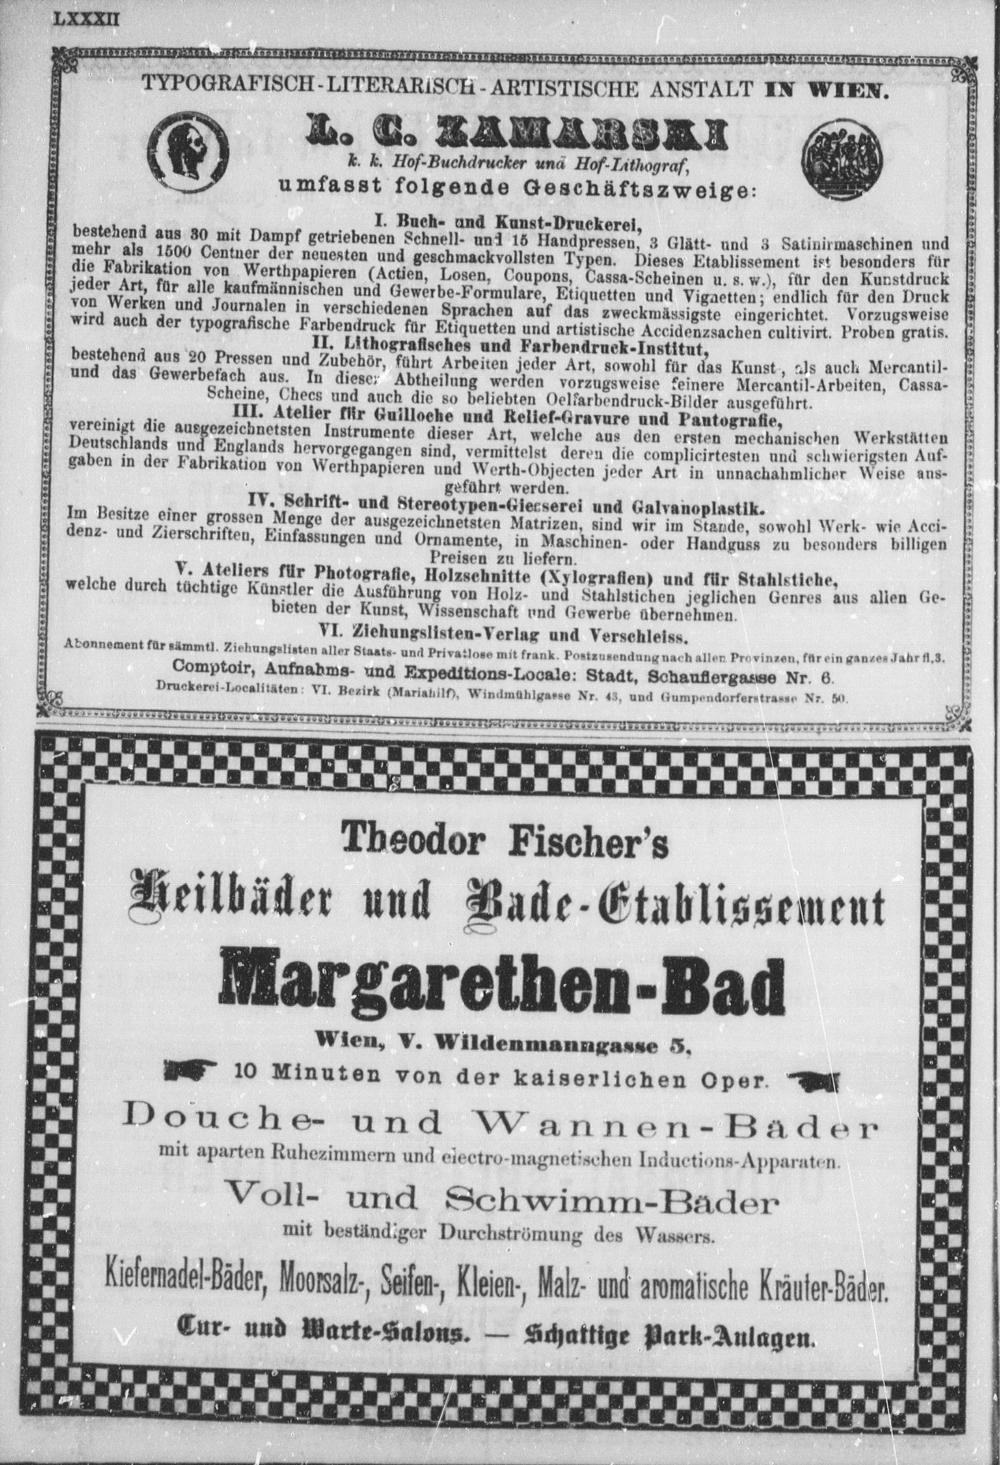 LXXXII
TYPOGRAFISCH-LITERARISCH-ARTISTISCHE ANSTALT IN WIEN.
L. C. ZAMARSKI
k. k. Hof-Buchdrucker und Hof-Lithograf,
umfasst folgende Geschäftszweige:
I. Buch- und Kunst-Druckerei,
bestehend aus 30 mit Dampf getriebenen Schnell- und 15 Handpressen, 3 Glätt- und 3 Satinirmaschinen und
mehr als 1500 Centner der neuesten und geschmackvollsten Typen. Dieses Etablissement ist besonders für
die Fabrikation von Werthpapieren (Actien, Losen, Coupons, Cassa-Scheinen u. s. w.), für den Kunstdruck
jeder Art, für alle kaufmännischen und Gewerbe-Formulare, Etiquetten und Vignetten; endlich für den Druck
von Werken und Journalen in verschiedenen Sprachen auf das zweckmässigste eingerichtet. Vorzugsweise
wird auch der typografische Farbendruck für Etiquetten und artistische Accidenzsachen cultivirt. Proben gratis.
II. Lithografisches und Farbendruck-Institut,
bestehend aus 20 Pressen und Zubehör, führt Arbeiten jeder Art, sowohl für das Kunst-, als auch Mercantil-
und das Gewerbefach aus. In dieser Abtheilung werden vorzugsweise feinere Mercantil-Arbeiten, Cassa-
Scheine, Checs und auch die so beliebten Oelfarbendruck-Bilder ausgeführt.
III. Atelier für Guilloche und Relief-Gravure und Pantografie,
vereinigt die ausgezeichnetsten Instrumente dieser Art, welche aus den ersten mechanischen Werkstätten
Deutschlands und Englands hervorgegangen sind, vermittelst deren die complicirtesten und schwierigsten Auf-
gaben in der Fabrikation von Werthpapieren und Werth-Objecten jeder Art in unnachahmlicher Weise aus-
geführt werden.
IV. Schrift- und Stereotypen-Giesserei und Galvanoplastik.
Im Besitze einer grossen Menge der ausgezeichnetsten Matrizen, sind wir im Stande, sowohl Werk- wie Acci-
denz- und Zierschriften, Einfassungen und Ornamente, in Maschinen- oder Handguss zu besonders billigen
Preisen zu liefern.
V. Ateliers für Photografie, Holzschnitte (Xylografien) und für Stahlstiche,
welche durch tüchtige Künstler die Ausführung von Holz- und Stahlstichen jeglichen Genres aus allen Ge-
bieten der Kunst, Wissenschaft und Gewerbe übernehmen.
VI. Ziehungslisten-Verlag und Verschleiss.
Abonnement für sämmtl. Ziehungslisten aller Staats- und Privatlose mit frank. Postzusendung nach allen Provinzen, für ein ganzes Jahr fl. 3.
Comptoir, Aufnahms- und Expeditions-Locale: Stadt, Schauflergasse Nr. 6.
Druckerei-Localitäten: VI. Bezirk (Mariahilf), Windmühlgasse Nr. 43, und Gumpendorferstrasse Nr. 50.
Theodor Fischer's
Heilbäder und Bade-Etablissement
Margarethen-Bad
Wien, V. Wildenmanngasse 5,
10 Minuten von der kaiserlichen Oper.
Douche- und Wannen-Bäder
mit aparten Ruhezimmern und electro-magnetischen Inductions-Apparaten.
Voll- und Schwimm-Bäder
mit beständiger Durchströmung des Wassers.
Kiefernadel-Bäder, Moorsalz-, Seifen-, Kleien-, Malz- und aromatische Kräuter-Bäder.
Cur- und Warte-Salons. — Schattige Park-Anlagen.